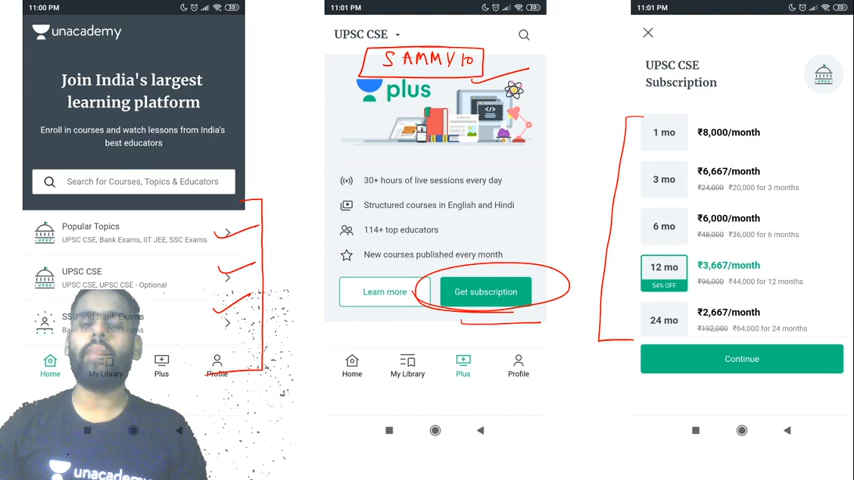 11:00 PM
33
unacademy
Join India's largest
learning platform
Enroll in courses and watch lessons from India's
best educators
Search for Courses, Topics & Educators
Popular Topics
UPSC CSE, Bank Exams, IIT JEE, SSC Exams
UPSC CSE
UPSC CSE, UPSC CSE - Optional
SSC and Bank Exams
Home
My Library
Plus
Profile
unacademy
11:01 PM
UPSC CSE
SAMMY10
plus
30+ hours of live sessions every day
Structured courses in English and Hindi
114+ top educators
New courses published every month
Learn more
Get subscription
Home
My Library
Plus
Profile
11:01 PM
UPSC CSE
Subscription
1 mo
₹8,000/month
3 mo
₹6,667/month
₹24,000 ₹20,000 for 3 months
6 mo
₹6,000/month
₹48,000 ₹36,000 for 6 months
12 mo
54% OFF
₹3,667/month
₹96,000 ₹44,000 for 12 months
24 mo
₹2,667/month
₹192,000 ₹64,000 for 24 months
Continue